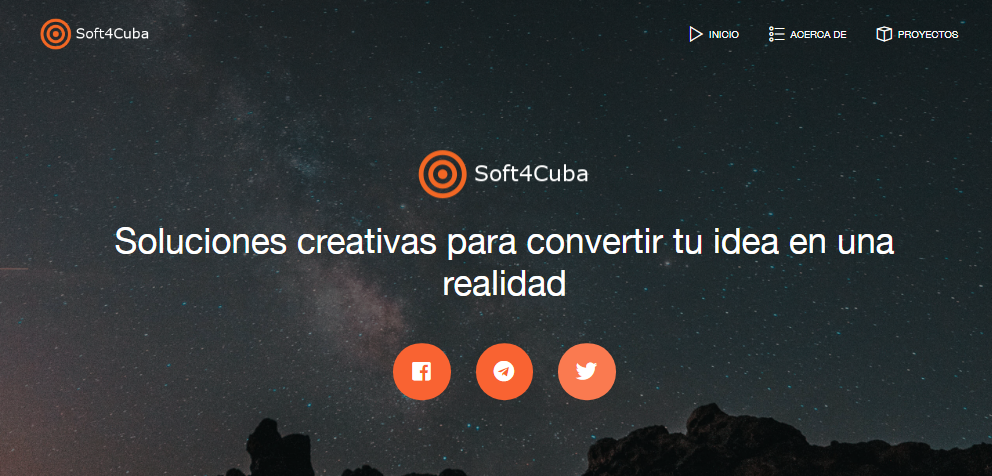 Soft4Cuba
INICIO
ACERCA DE
PROYECTOS
Soft4Cuba
Soluciones creativas para convertir tu idea en una
realidad